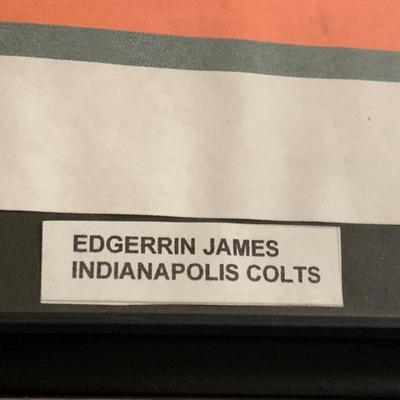 EDGERRIN JAMES
INDIANAPOLIS COLTS